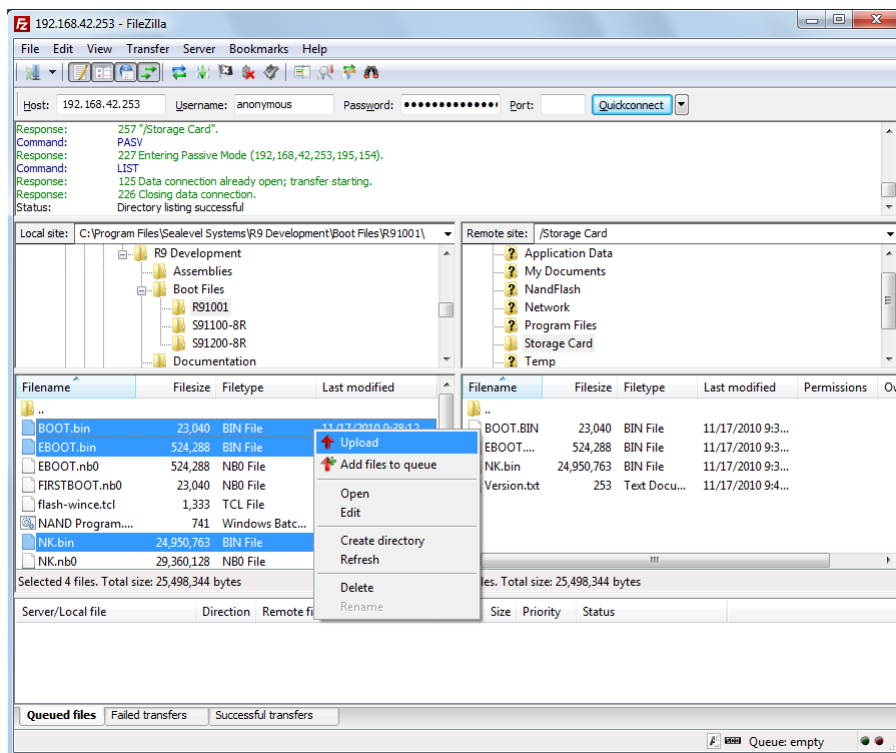 192.168.42.253 - FileZilla
File Edit View Transfer Server Bookmarks Help
Host: 192.168.42.253 Username: anonymous Password: ●●●●●●●●●●●●●● Port: Quickconnect
Response: 257 "/Storage Card".
Command: PASV
Response: 227 Entering Passive Mode (192,168,42,253,195,154).
Command: LIST
Response: 125 Data connection already open; transfer starting.
Response: 226 Closing data connection.
Status: Directory listing successful
Local site: C:\Program Files\Sealevel Systems\R9 Development\Boot Files\R91001\
R9 Development
Assemblies
Boot Files
R91001
S91100-8R
S91200-8R
Documentation
Remote site: /Storage Card
Application Data
My Documents
NandFlash
Network
Program Files
Storage Card
Temp
Filename Filesize Filetype Last modified
..
BOOT.bin 23,040 BIN File 11/17/2010 9:38:12
EBOOT.bin 524,288 BIN File
EBOOT.nb0 524,288 NB0 File
FIRSTBOOT.nb0 23,040 NB0 File
flash-wince.tcl 1,333 TCL File
NAND Program.... 741 Windows Batc...
NK.bin 24,950,763 BIN File
NK.nb0 29,360,128 NB0 File
Selected 4 files. Total size: 25,498,344 bytes
Upload
Add files to queue
Open
Edit
Create directory
Refresh
Delete
Rename
Filename Filesize Filetype Last modified Permissions Ov
..
BOOT.BIN 23,040 BIN File 11/17/2010 9:3...
EBOOT.... 524,288 BIN File 11/17/2010 9:3...
NK.bin 24,950,763 BIN File 11/17/2010 9:3...
Version.txt 253 Text Docu... 11/17/2010 9:4...
les. Total size: 25,498,344 bytes
Server/Local file Direction Remote fi Size Priority Status
Queued files Failed transfers Successful transfers
Queue: empty